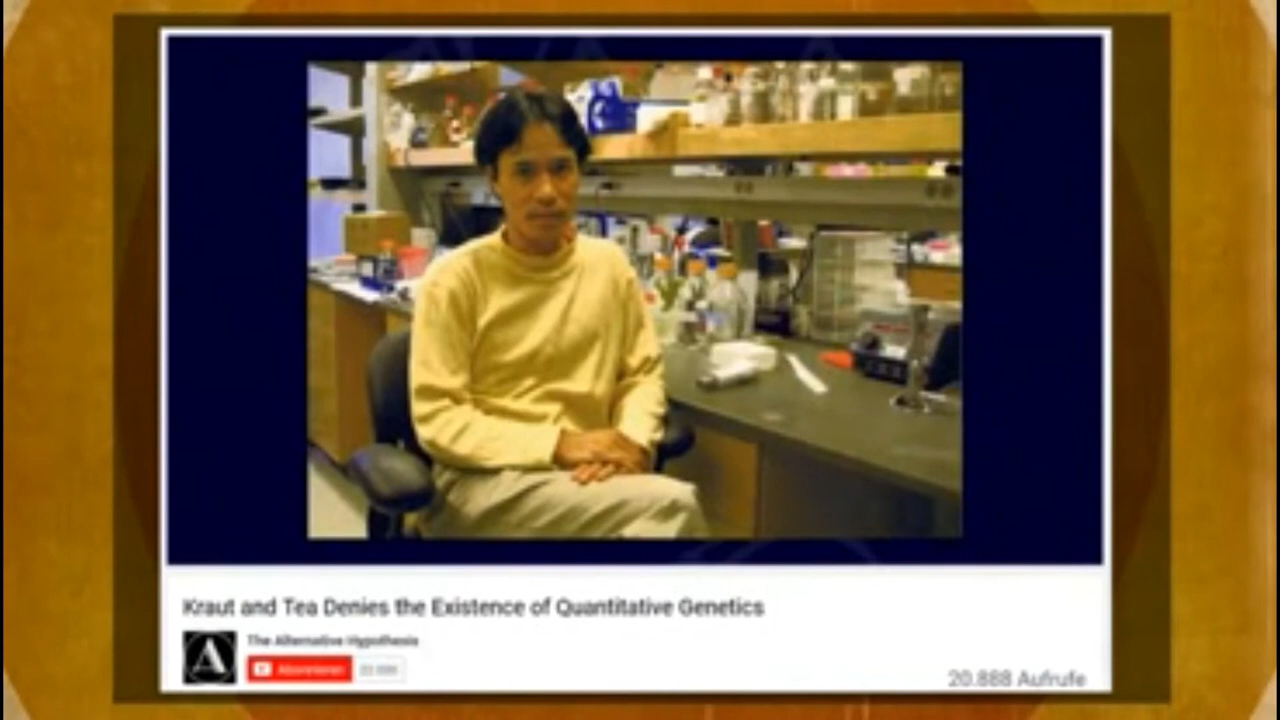 Kraut and Tea Denies the Existence of Quantitative Genetics
The Alternative Hypothesis
Abonnieren
20.888 Aufrufe